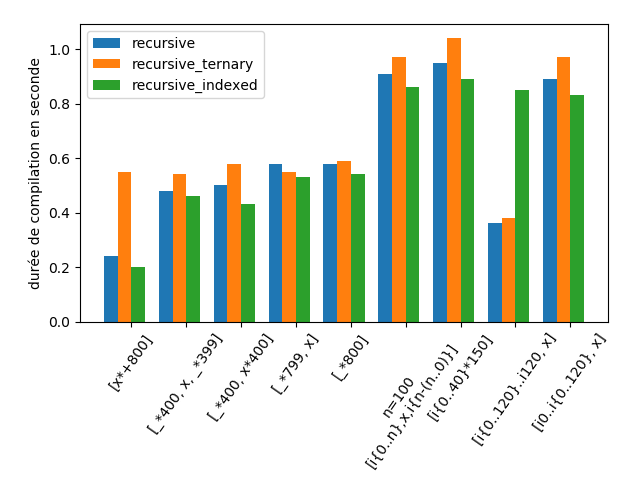 recursive
recursive_ternary
recursive_indexed
durée de compilation en seconde
1.0
0.8
0.6
0.4
0.2
0.0
[x*+800]
[_*400, x, _*399]
[_*400, x*400]
[_*799, x]
[_*800]
n=100
[i{0..n},x,i{n-(n..0)}]
[i{0..40}*150]
[i{0..120}..i120, x]
[i0..i{0..120}, x]